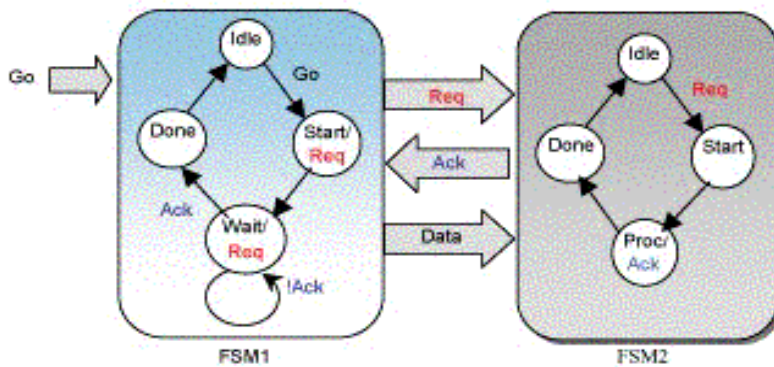 Go
Idle
Go
Done
Start/
Req
Ack
Wait/
Req
!Ack
FSM1
Req
Ack
Data
Idle
Req
Done
Start
Proc/
Ack
FSM2